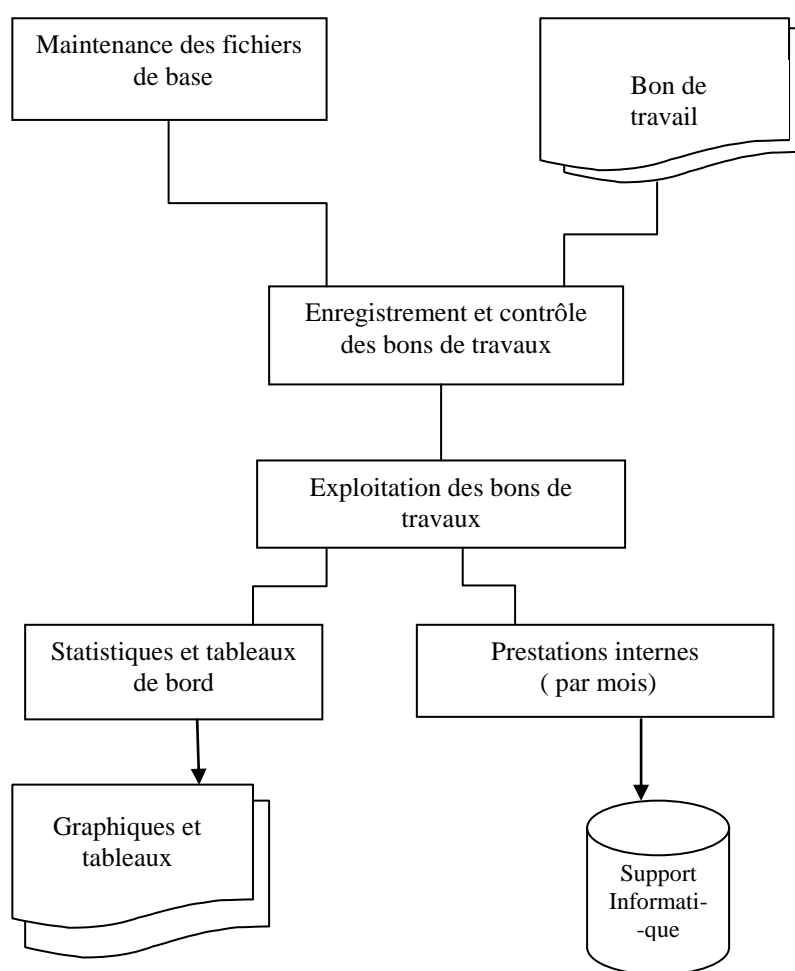 Maintenance des fichiers
de base
Bon de
travail
Enregistrement et contrôle
des bons de travaux
Exploitation des bons de
travaux
Statistiques et tableaux
de bord
Prestations internes
( par mois)
Graphiques et
tableaux
Support
Informati-
-que